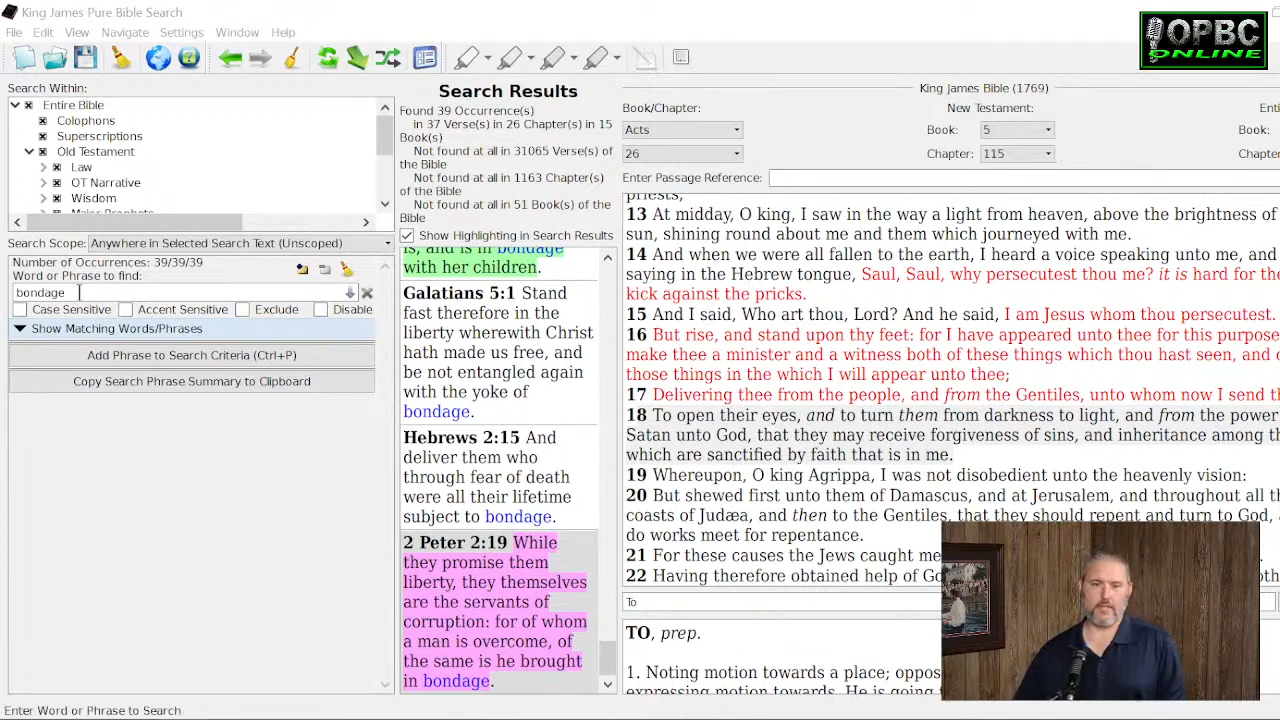 King James Pure Bible Search
File Edit View Navigate Settings Window Help
OPBC
ONLINE
Search Within:
Entire Bible
Colophons
Superscriptions
Old Testament
Law
OT Narrative
Wisdom
Major Prophets
Search Scope: Anywhere in Selected Search Text (Unscoped)
Number of Occurrences: 39/39/39
Word or Phrase to find:
bondage
Case Sensitive Accent Sensitive Exclude Disable
Show Matching Words/Phrases
Add Phrase to Search Criteria (Ctrl+P)
Copy Search Phrase Summary to Clipboard
Enter Word or Phrase to Search
Search Results
Found 39 Occurrence(s)
in 37 Verse(s) in 26 Chapter(s) in 15
Book(s)
Not found at all in 31065 Verse(s) of
the Bible
Not found at all in 1163 Chapter(s)
of the Bible
Not found at all in 51 Book(s) of the
Bible
Show Highlighting in Search Results
is, and is in bondage
with her children.
Galatians 5:1 Stand
fast therefore in the
liberty wherewith Christ
hath made us free, and
be not entangled again
with the yoke of
bondage.
Hebrews 2:15 And
deliver them who
through fear of death
were all their lifetime
subject to bondage.
2 Peter 2:19 While
they promise them
liberty, they themselves
are the servants of
corruption: for of whom
a man is overcome, of
the same is he brought
in bondage.
King James Bible (1769)
Book/Chapter: New Testament:
Acts Book: 5 Book:
26 Chapter: 115 Chapte
Enter Passage Reference:
priests,
13 At midday, O king, I saw in the way a light from heaven, above the brightness of
sun, shining round about me and them which journeyed with me.
14 And when we were all fallen to the earth, I heard a voice speaking unto me, and
saying in the Hebrew tongue, Saul, Saul, why persecutest thou me? it is hard for
kick against the pricks.
15 And I said, Who art thou, Lord? And he said, I am Jesus whom thou persecutest.
16 But rise, and stand upon thy feet: for I have appeared unto thee for this purpose
make thee a minister and a witness both of these things which thou hast seen, and
those things in the which I will appear unto thee;
17 Delivering thee from the people, and from the Gentiles, unto whom now I send
18 To open their eyes, and to turn them from darkness to light, and from the power
Satan unto God, that they may receive forgiveness of sins, and inheritance among
which are sanctified by faith that is in me.
19 Whereupon, O king Agrippa, I was not disobedient unto the heavenly vision:
20 But shewed first unto them of Damascus, and at Jerusalem, and throughout all
coasts of Judæa, and then to the Gentiles, that they should repent and turn to God,
do works meet for repentance.
21 For these causes the Jews caught me
22 Having therefore obtained help of
To
TO, prep.
1. Noting motion towards a place;
expressing motion towards. He is going